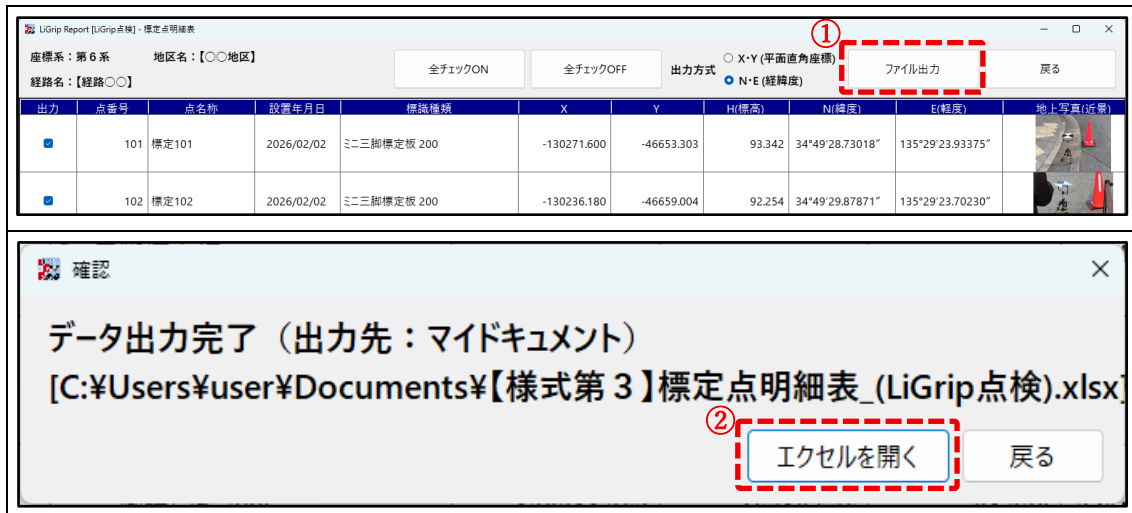 LiGrip Report [LiGrip点検] - 標定点明細表
①
座標系：第６系 地区名：【○○地区】
経路名：【経路○○】
全チェックON 全チェックOFF 出力方式
X・Y (平面直角座標)
N・E (経緯度)
ファイル出力 戻る
出力 点番号 点名称 設置年月日 標識種類 X Y H(標高) N(緯度) E(軽度) 地上写真(近景)
101 標定101 2026/02/02 ミニ三脚標定板 200 -130271.600 -46653.303 93.342 34°49′28.73018″ 135°29′23.93375″
102 標定102 2026/02/02 ミニ三脚標定板 200 -130236.180 -46659.004 92.254 34°49′29.87871″ 135°29′23.70230″
確認
データ出力完了（出力先：マイドキュメント）
[C:¥Users¥user¥Documents¥【様式第３】標定点明細表_(LiGrip点検).xlsx]
②
エクセルを開く 戻る